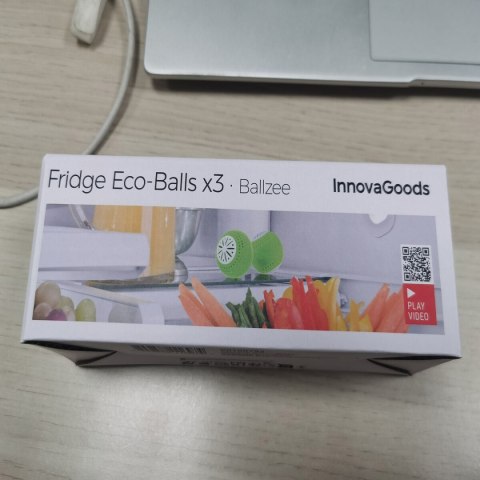 Fridge Eco-Balls x3 · Ballzee
InnovaGoods
PLAY
VIDEO